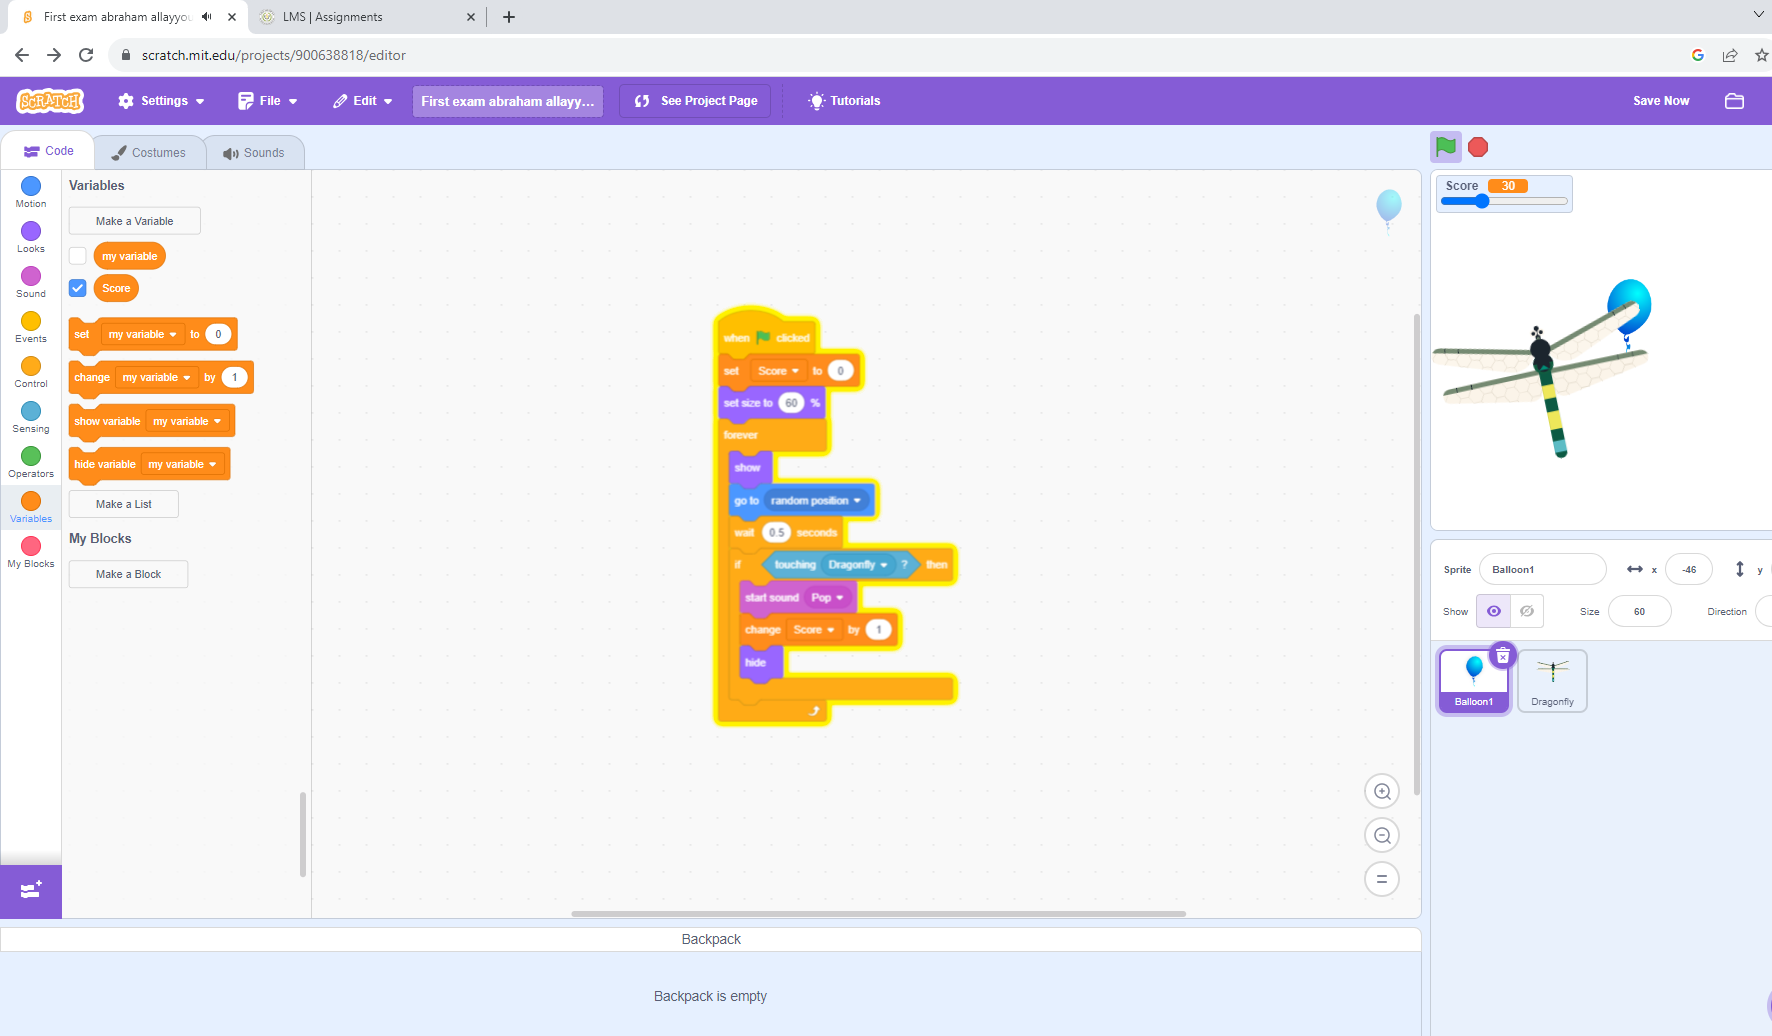 First exam abraham allayyou
LMS | Assignments
scratch.mit.edu/projects/900638818/editor
SCRATCH
Settings
File
Edit
First exam abraham allayy...
See Project Page
Tutorials
Save Now
Code
Costumes
Sounds
Motion
Looks
Sound
Events
Control
Sensing
Operators
Variables
My Blocks
Variables
Make a Variable
my variable
Score
set my variable to 0
change my variable by 1
show variable my variable
hide variable my variable
Make a List
My Blocks
Make a Block
when clicked
set Score to 0
set size to 60 %
forever
show
go to random position
wait 0.5 seconds
if touching Dragonfly ? then
start sound Pop
change Score by 1
hide
Score 30
Sprite Balloon1 x -46 y
Show Size 60 Direction
Balloon1
Dragonfly
Backpack
Backpack is empty